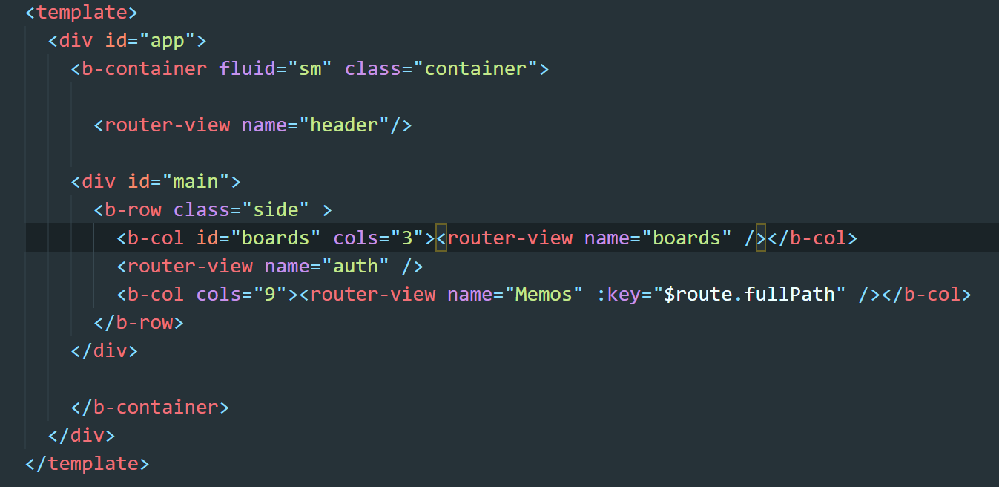 <template>
<div id="app">
<b-container fluid="sm" class="container">
<router-view name="header"/>
<div id="main">
<b-row class="side" >
<b-col id="boards" cols="3"><router-view name="boards" /></b-col>
<router-view name="auth" />
<b-col cols="9"><router-view name="Memos" :key="$route.fullPath" /></b-col>
</b-row>
</div>
</b-container>
</div>
</template>